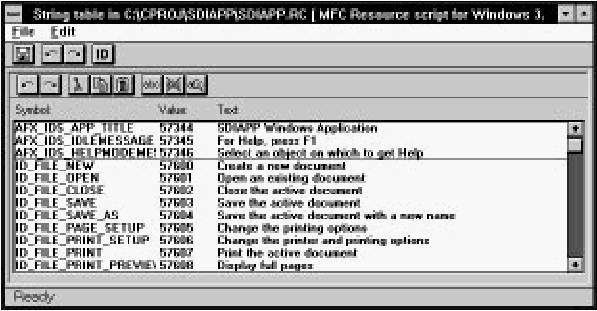 String table in C:\CPROJ\SDIAPP\SDIAPP.RC [ MFC Resource script for Windows 3.
File Edit
ID
abc
Symbol: Value: Text
AFX_IDS_APP_TITLE 57344 SDIAPP Windows Application
AFX_IDS_IDLEMESSAGE 57345 For Help, press F1
AFX_IDS_HELPMODEMES 57346 Select an object on which to get Help
ID_FILE_NEW 57600 Create a new document
ID_FILE_OPEN 57601 Open an existing document
ID_FILE_CLOSE 57602 Close the active document
ID_FILE_SAVE 57603 Save the active document
ID_FILE_SAVE_AS 57604 Save the active document with a new name
ID_FILE_PAGE_SETUP 57605 Change the printing options
ID_FILE_PRINT_SETUP 57606 Change the printer and printing options
ID_FILE_PRINT 57607 Print the active document
ID_FILE_PRINT_PREVIEV 57608 Display full pages
Ready